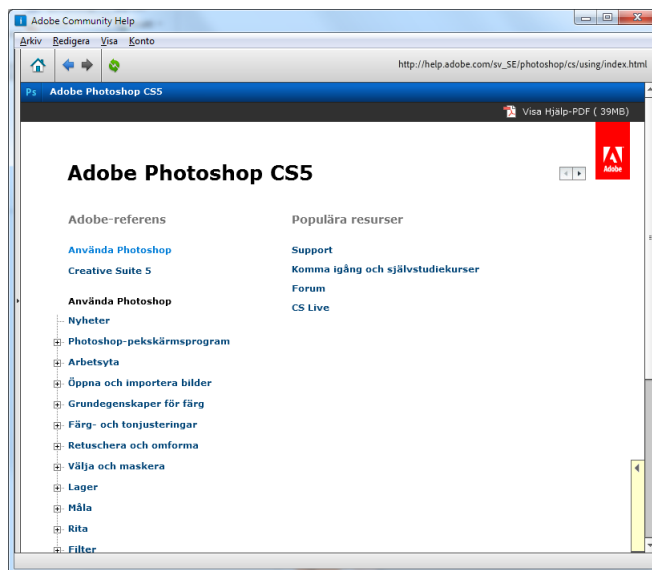 Adobe Community Help
Arkiv Redigera Visa Konto
http://help.adobe.com/sv_SE/photoshop/cs/using/index.html
Ps Adobe Photoshop CS5
Visa Hjälp-PDF ( 39MB)
Adobe Photoshop CS5
Adobe
Adobe-referens
Populära resurser
Använda Photoshop
Support
Creative Suite 5
Komma igång och självstudiekurser
Forum
CS Live
Använda Photoshop
Nyheter
Photoshop-pekskärmsprogram
Arbetsyta
Öppna och importera bilder
Grundegenskaper för färg
Färg- och tonjusteringar
Retuschera och omforma
Välja och maskera
Lager
Måla
Rita
Filter